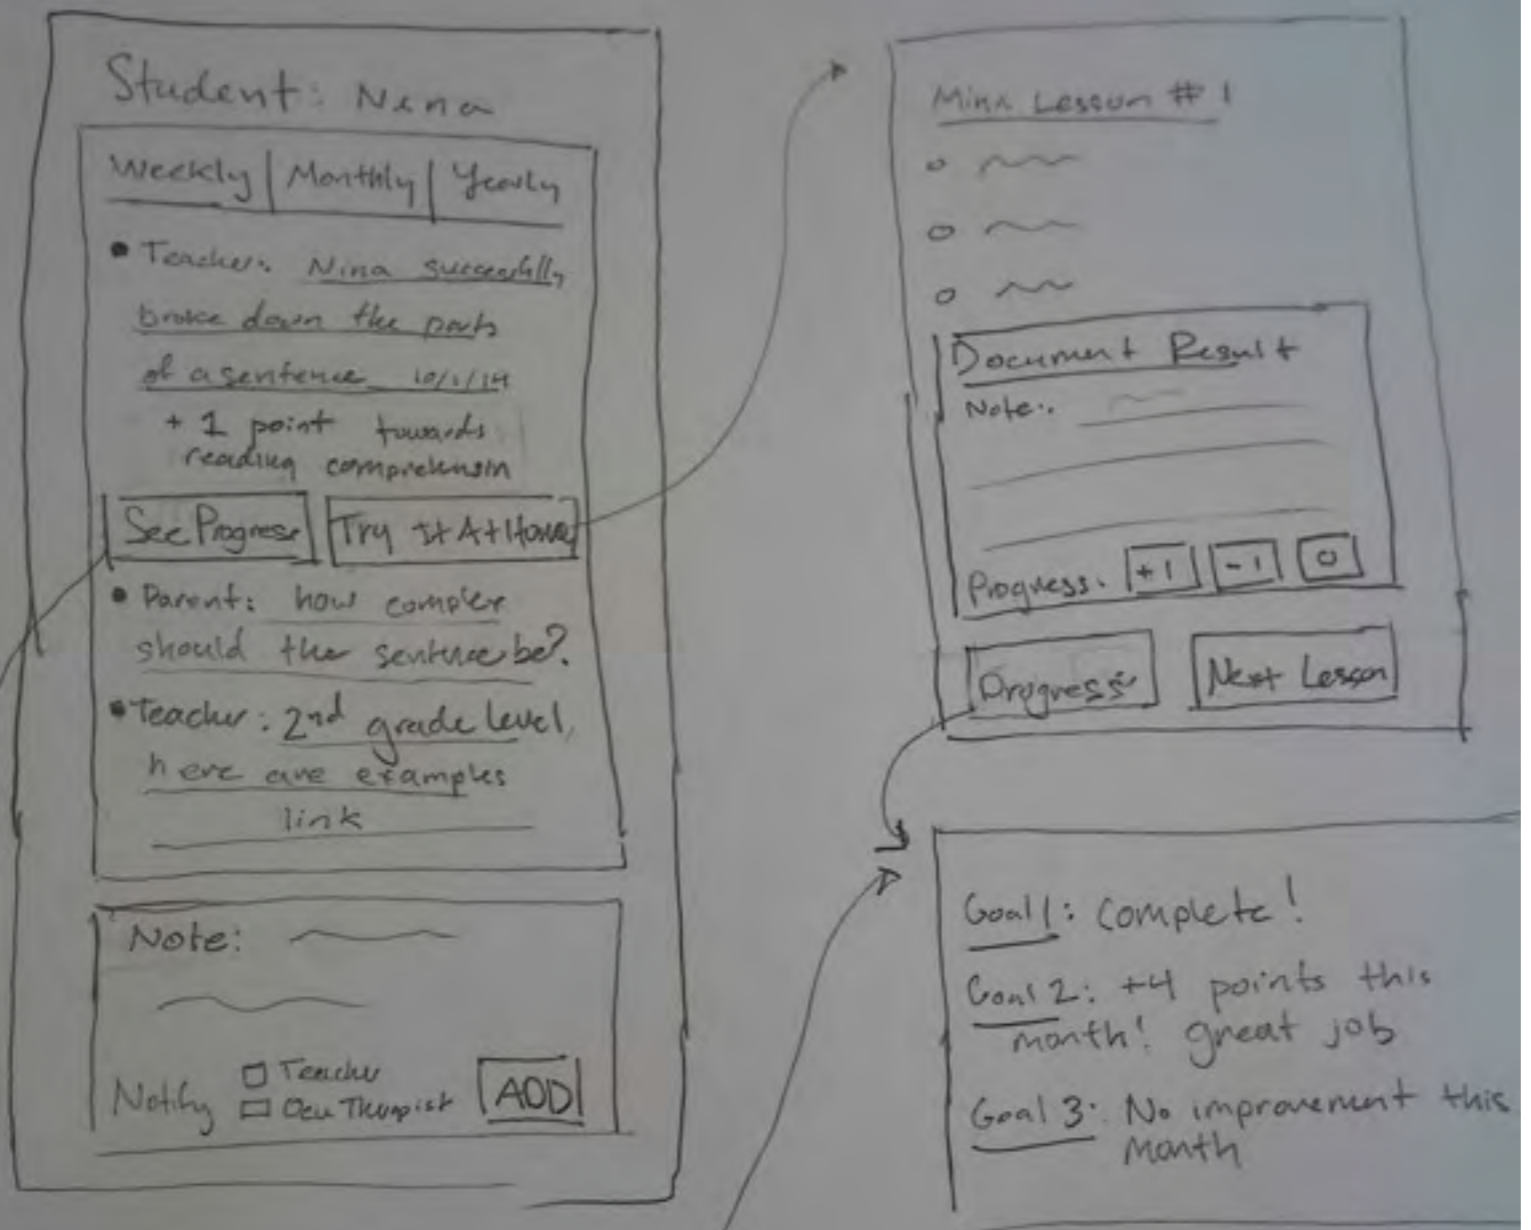 Student: Nina
Weekly | Monthly | Yearly
• Teacher: Nina successfully
broke down the parts
of a sentence 10/1/14
+ 1 point towards
reading comprehensin
See Progress
Try It At Home
• Parent: how complex
should the sentence be?
• Teacher: 2nd grade level,
here are examples
link
Note:
Notify
Teacher
Occu Therapist
ADD
Mini Lesson # 1
Document Result
Note:
Progress: +1 -1 0
Progress
Next Lesson
Goal 1: complete!
Goal 2: +4 points this
month! great job
Goal 3: No improvement this
month